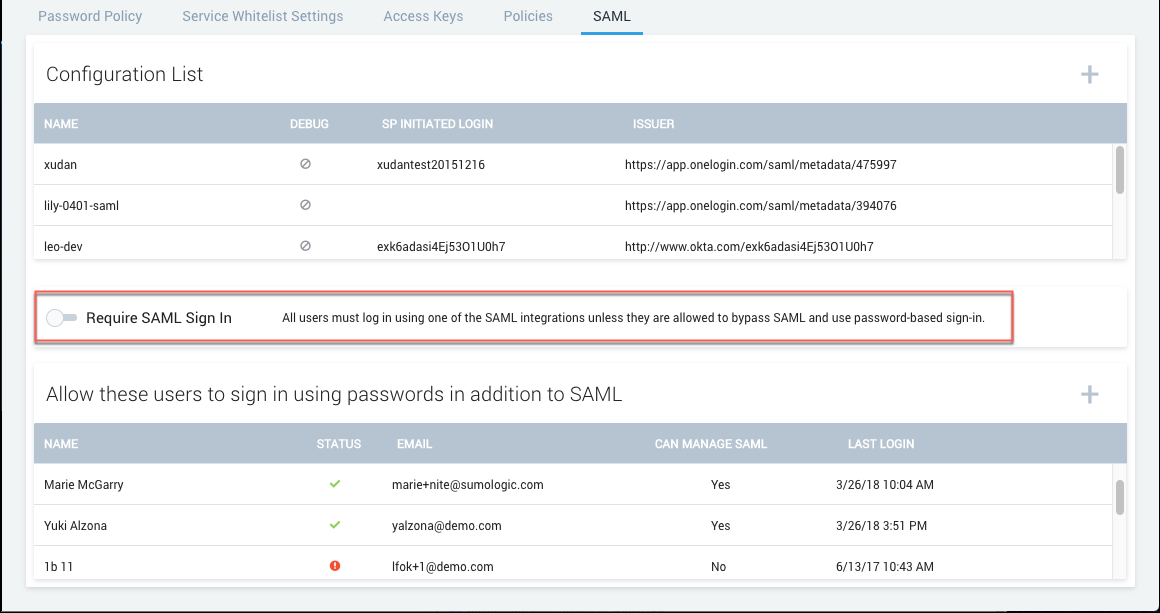 Password Policy Service Whitelist Settings Access Keys Policies SAML
Configuration List
NAME DEBUG SP INITIATED LOGIN ISSUER
xudan xudantest20151216 https://app.onelogin.com/saml/metadata/475997
lily-0401-saml https://app.onelogin.com/saml/metadata/394076
leo-dev exk6adasi4Ej53O1U0h7 http://www.okta.com/exk6adasi4Ej53O1U0h7
Require SAML Sign In All users must log in using one of the SAML integrations unless they are allowed to bypass SAML and use password-based sign-in.
Allow these users to sign in using passwords in addition to SAML
NAME STATUS EMAIL CAN MANAGE SAML LAST LOGIN
Marie McGarry marie+nite@sumologic.com Yes 3/26/18 10:04 AM
Yuki Alzona yalzona@demo.com Yes 3/26/18 3:51 PM
1b 11 lfok+1@demo.com No 6/13/17 10:43 AM